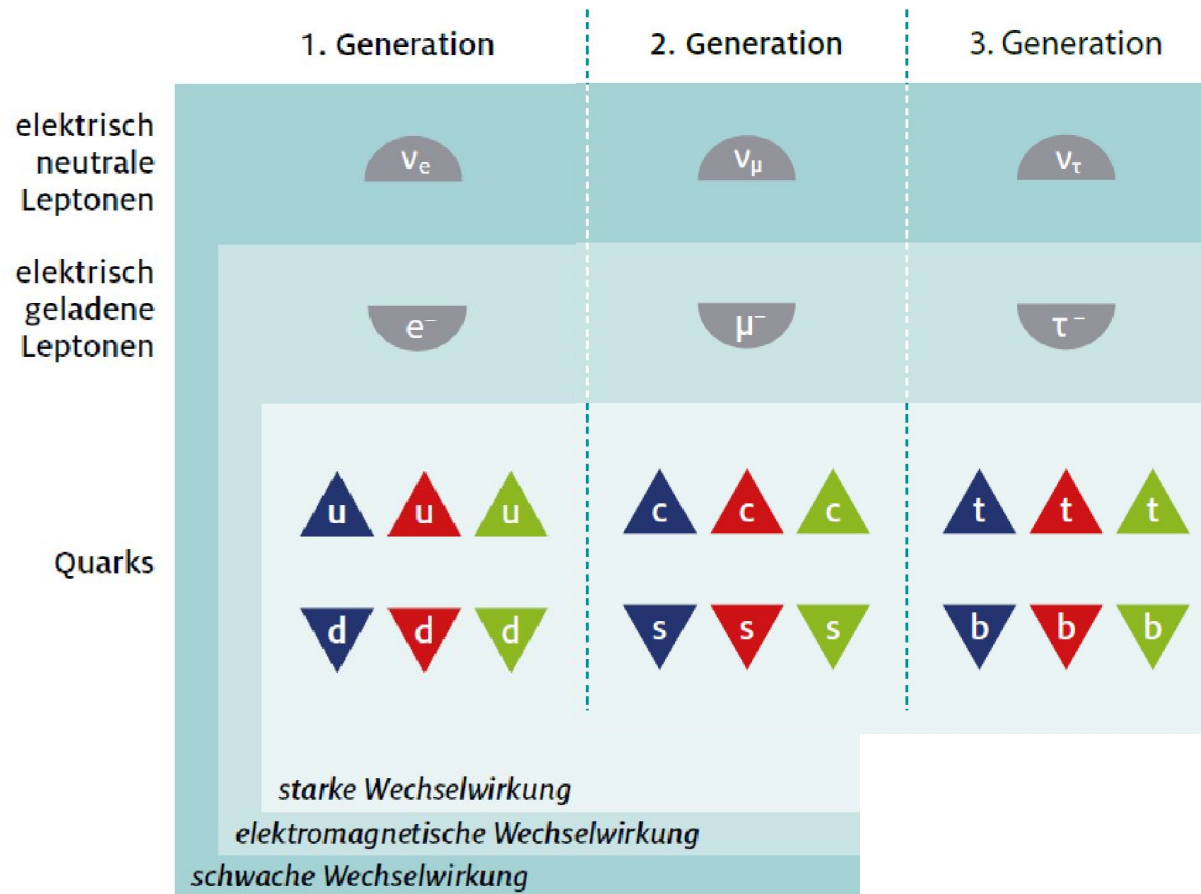 1. Generation 2. Generation 3. Generation
elektrisch
neutrale
Leptonen
νe νμ ντ
elektrisch
geladene
Leptonen
e⁻ μ⁻ τ⁻
u u u c c c t t t
Quarks
d d d s s s b b b
starke Wechselwirkung
elektromagnetische Wechselwirkung
schwache Wechselwirkung